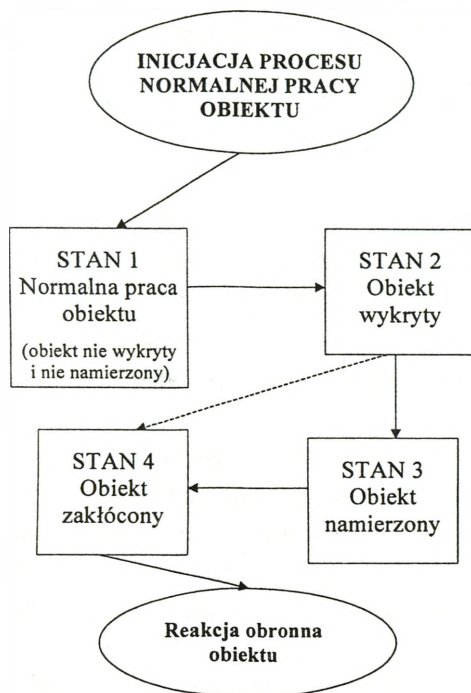 INICJACJA PROCESU
NORMALNEJ PRACY
OBIEKTU
STAN 1
Normalna praca
obiektu
(obiekt nie wykryty
i nie namierzony)
STAN 2
Obiekt
wykryty
STAN 4
Obiekt
zakłócony
STAN 3
Obiekt
namierzony
Reakcja obronna
obiektu